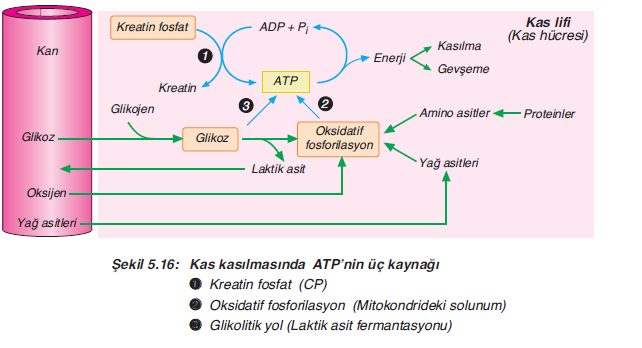 Kan
Kreatin fosfat
ADP + Pi
Kas lifi
(Kas hücresi)
1
Enerji
Kasılma
Gevşeme
Kreatin
ATP
Glikojen
3
2
Amino asitler
Proteinler
Glikoz
Glikoz
Oksidatif
fosforilasyon
Laktik asit
Yağ asitleri
Oksijen
Yağ asitleri
Şekil 5.16: Kas kasılmasında ATP'nin üç kaynağı
1 Kreatin fosfat (CP)
2 Oksidatif fosforilasyon (Mitokondrideki solunum)
3 Glikolitik yol (Laktik asit fermantasyonu)